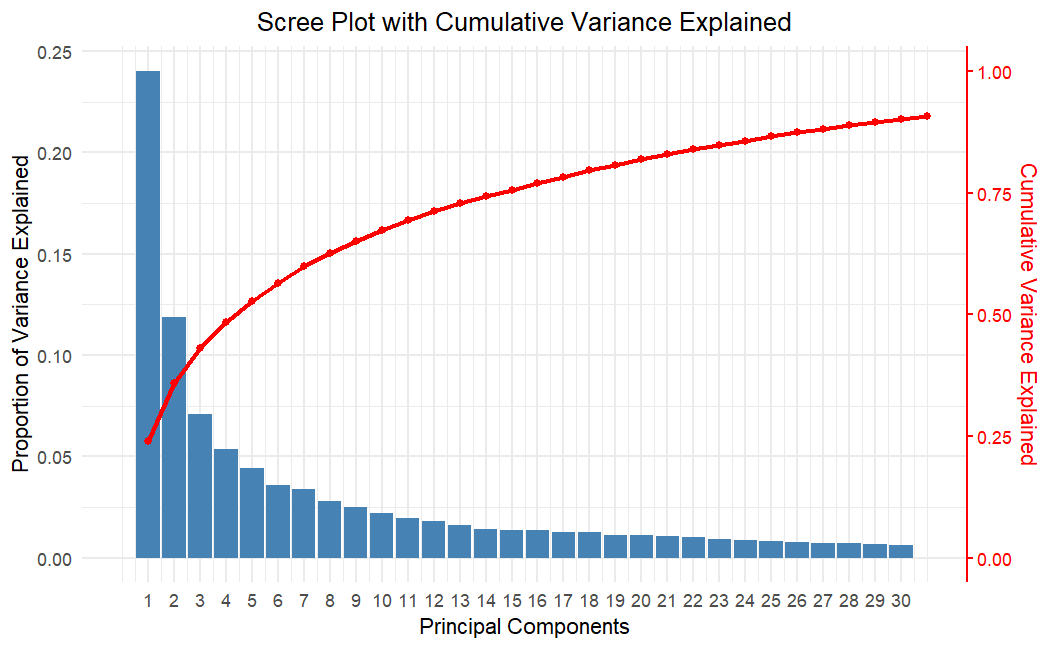 Scree Plot with Cumulative Variance Explained
Proportion of Variance Explained
0.25
0.20
0.15
0.10
0.05
0.00
1.00
0.75
0.50
0.25
0.00
Cumulative Variance Explained
1 2 3 4 5 6 7 8 9 10 11 12 13 14 15 16 17 18 19 20 21 22 23 24 25 26 27 28 29 30
Principal Components